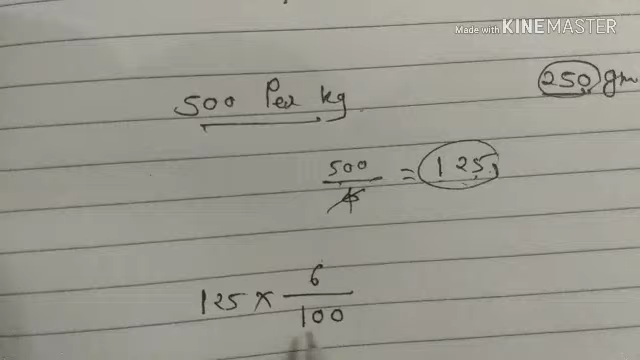 Made with KINEMASTER
250 gm
500 Per kg
500/4 = 125
125 × 6/100